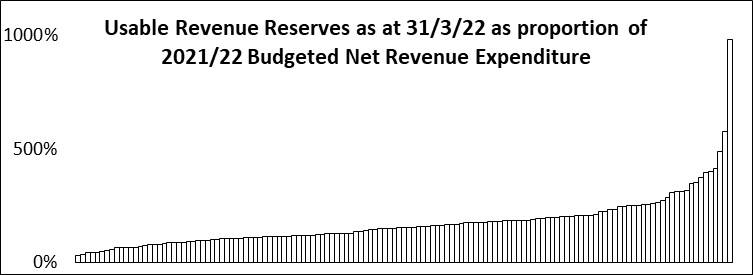 Usable Revenue Reserves as at 31/3/22 as proportion of
2021/22 Budgeted Net Revenue Expenditure
1000%
500%
0%